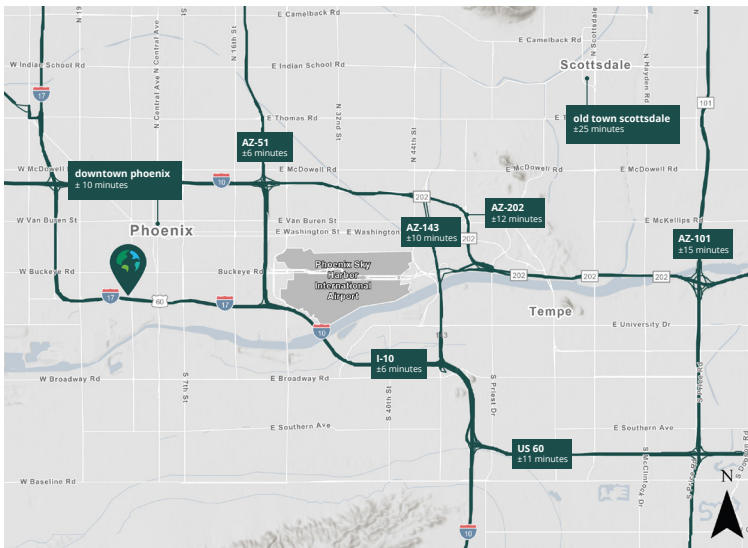 E Camelback Rd
E Camelback Rd
N Central Ave
N Central Ave
N 16th St
N Scottsdale
Scottsdale
N Hayden Rd
W Indian School Rd
E Indian School Rd
17
101
old town scottsdale
±25 minutes
E Thomas Rd
N 32nd St
N 44th St
AZ-51
±6 minutes
W McDowell
E McDowell Rd
E McDowell Rd
E McDowell Rd
downtown phoenix
± 10 minutes
10
202
AZ-202
±12 minutes
W Van Buren St
E Van Buren St
E Washington St
E Washington
Phoenix
AZ-143
±10 minutes
202
E McKellips Rd
AZ-101
±15 minutes
W Buckeye Rd
Buckeye Rd
Phoenix Sky
Harbor
International
Airport
202
202
202
17
60
17
10
Tempe
E University Dr
I-10
±6 minutes
W Broadway Rd
S 7th St
E Broadway Rd
S 40th St
S Priest Dr
E Southern Ave
E Southern Ave
US 60
±11 minutes
S McClintock Dr
W Baseline Rd
N
10